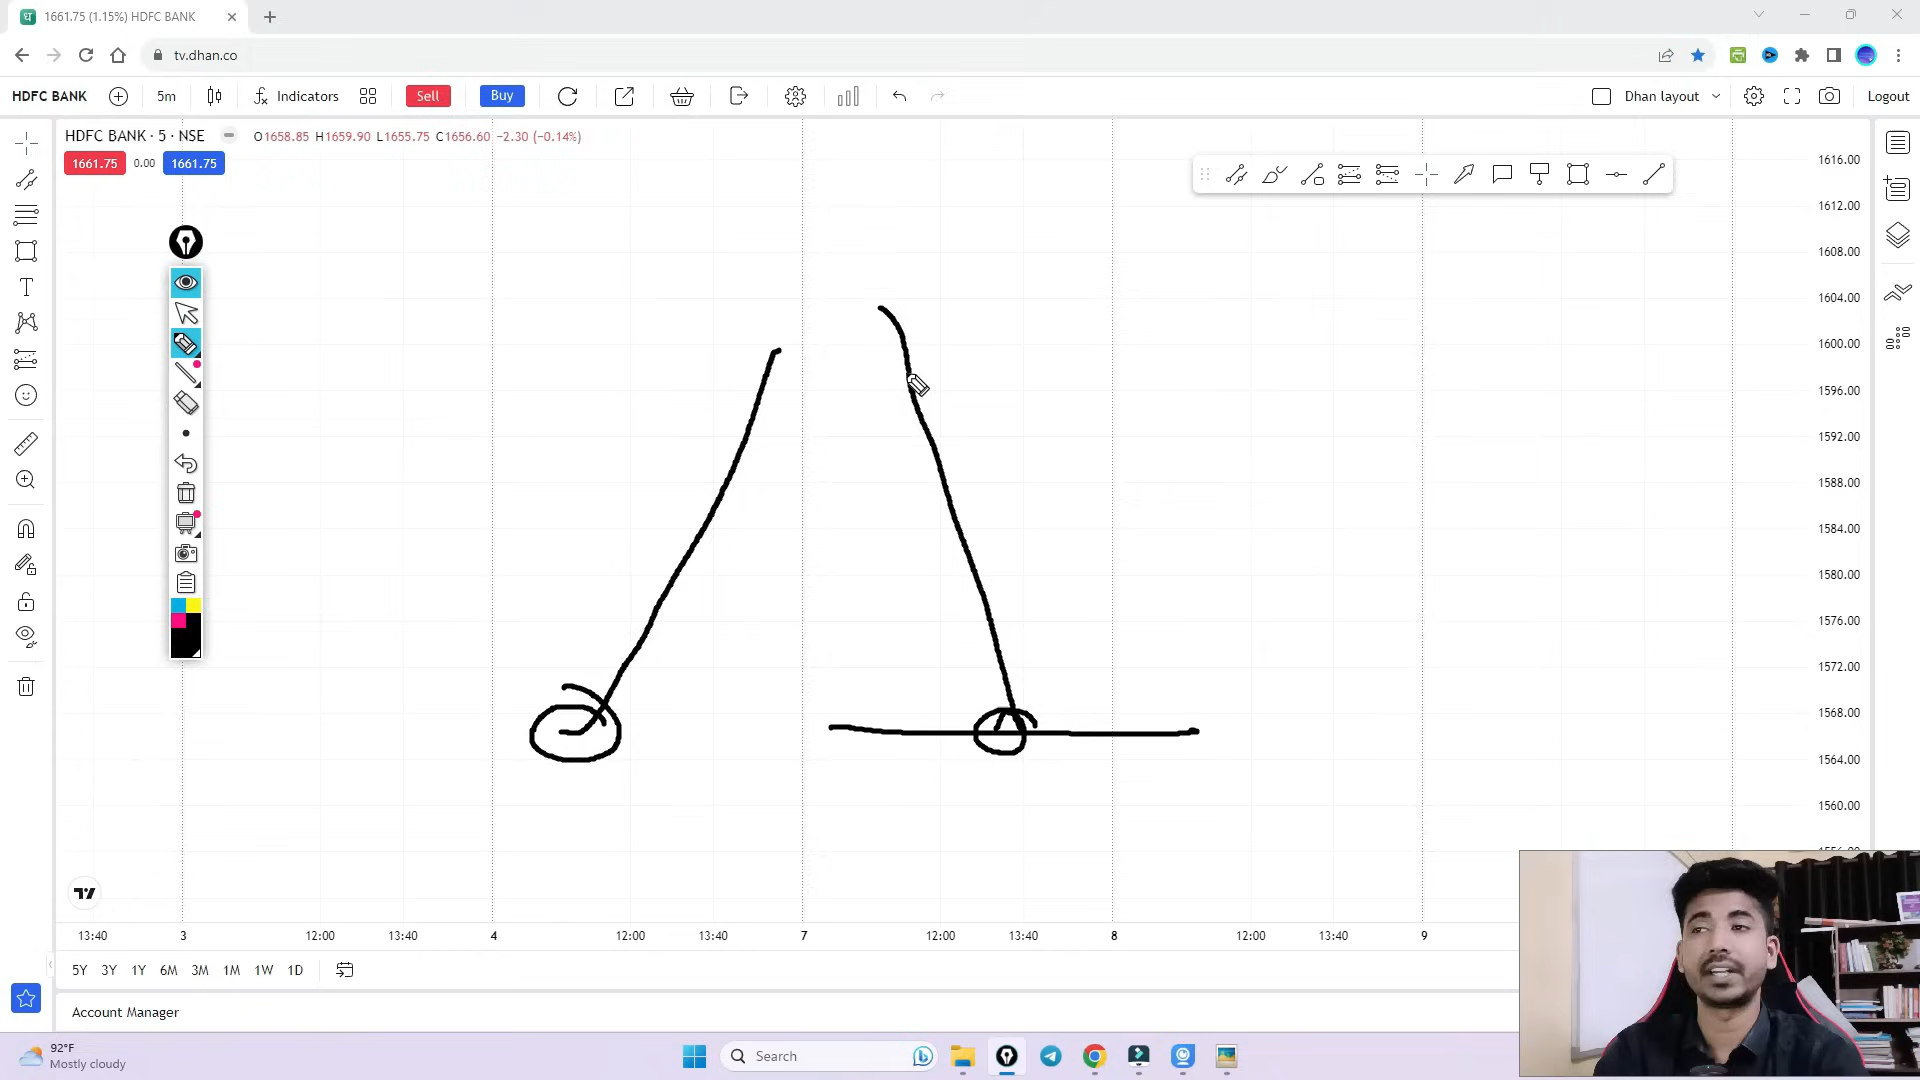 1661.75 (1.15%) HDFC BANK
tv.dhan.co
HDFC BANK 5m Indicators Sell Buy Dhan layout Logout
HDFC BANK · 5 · NSE O1658.85 H1659.90 L1655.75 C1656.60 −2.30 (−0.14%)
1661.75 0.00 1661.75
1616.00
1612.00
1608.00
1604.00
1600.00
1596.00
1592.00
1588.00
1584.00
1580.00
1576.00
1572.00
1568.00
1564.00
1560.00
13:40 3 12:00 13:40 4 12:00 13:40 7 12:00 13:40 8 12:00 13:40 9
5Y 3Y 1Y 6M 3M 1M 1W 1D
Account Manager
92°F
Mostly cloudy
Search